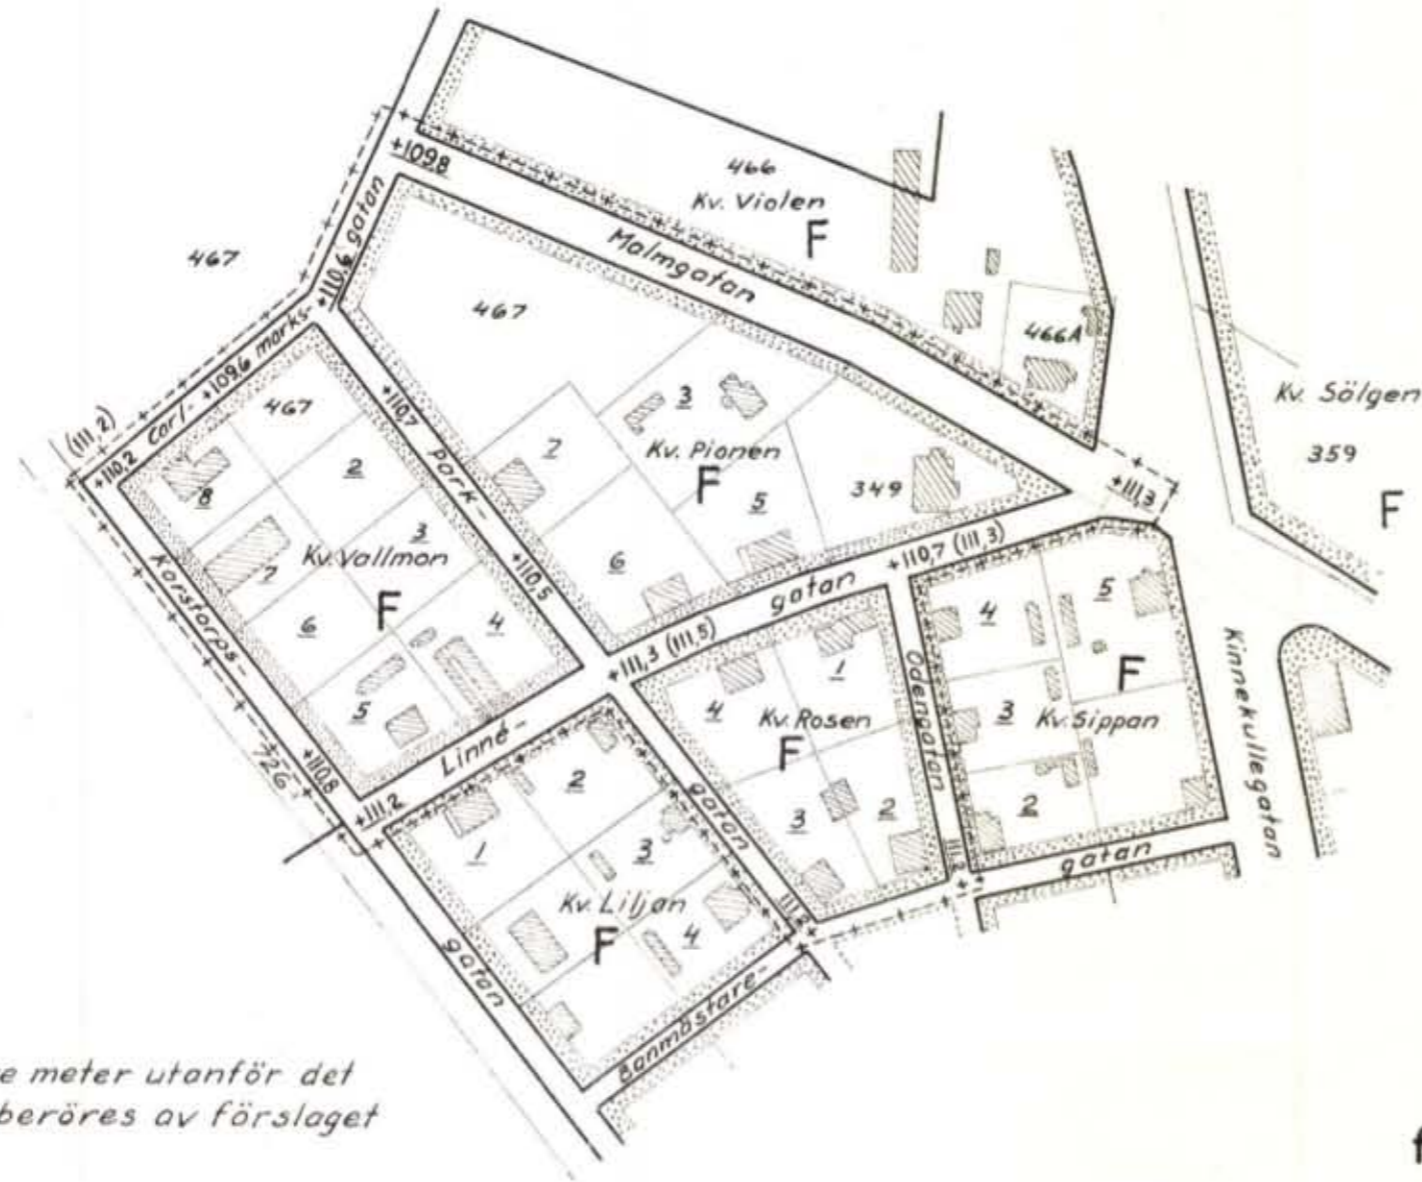 466
Kv. Violen
F
+109,8
Malmgatan
467
+110,6 gatan
467
466A
Kv. Sölgen
359
F
(111,2)
+110,2 Carl- +109,6 marks-
467
+110,7
park-
+110,5
3
7
Kv. Pionen
F
5
349
6
+111,3
+110,7 (111,3)
gatan
+111,3 (111,5)
8
2
3
7
Kv. Vallmon
F
6
4
5
Korstorps-
+110,8
726
+111,2
Linné-
gatan
1
4
Kv. Rosen
F
3
2
Odengatan
111,2
4
5
F
3
Kv. Sippan
2
Kinnekullegatan
gatan
2
1
3
Kv. Liljan
F
4
gatan
Banmästare-
meter utanför det
beröres av förslaget